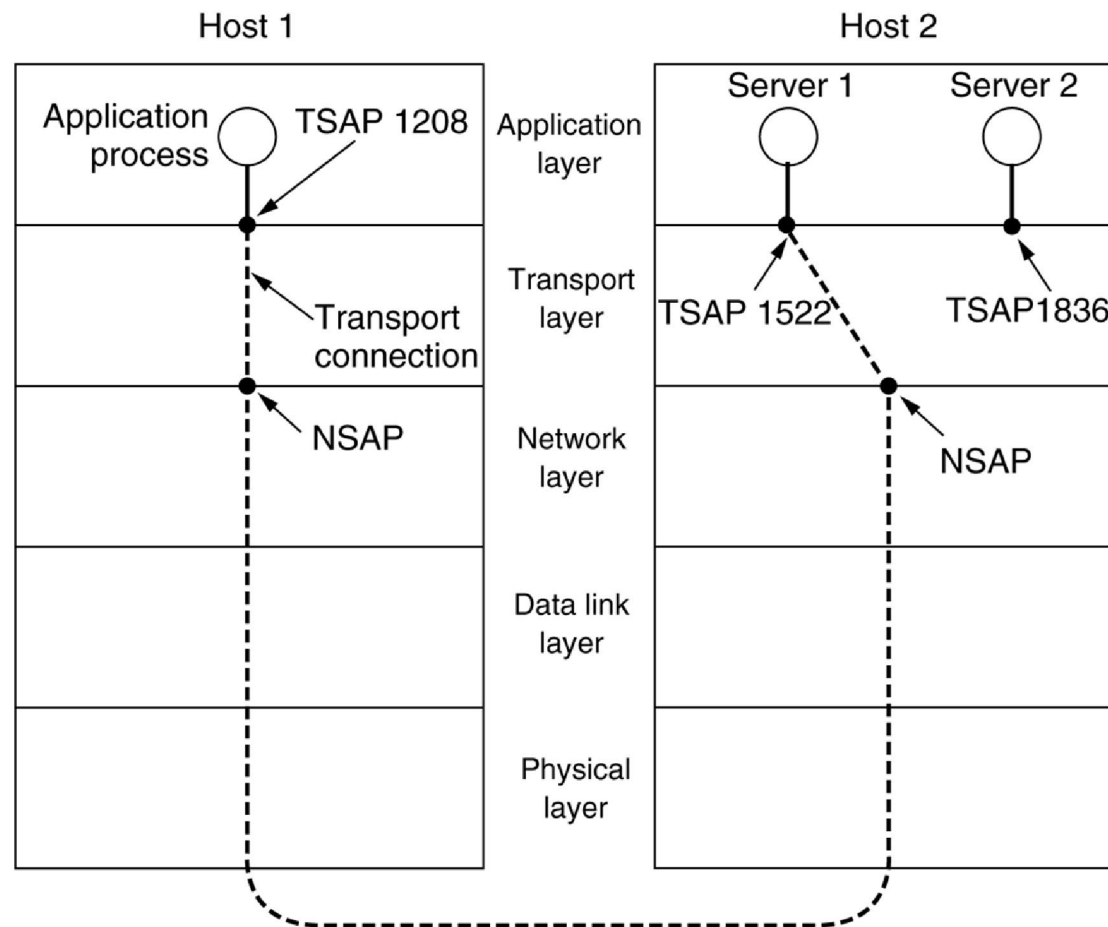 Host 1
Host 2
Application
process
TSAP 1208
Application
layer
Server 1
Server 2
Transport
connection
Transport
layer
TSAP 1522
TSAP1836
NSAP
Network
layer
NSAP
Data link
layer
Physical
layer